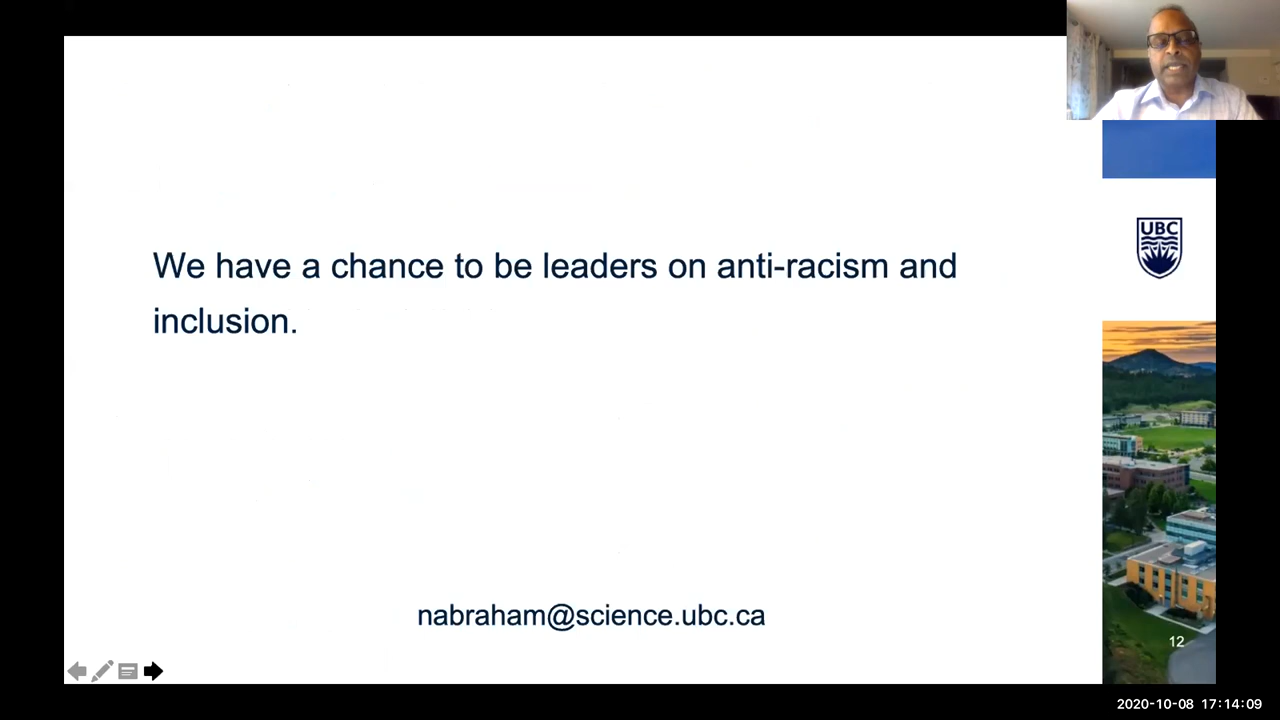 UBC
We have a chance to be leaders on anti-racism and
inclusion.
nabraham@science.ubc.ca
12
2020-10-08 17:14:09